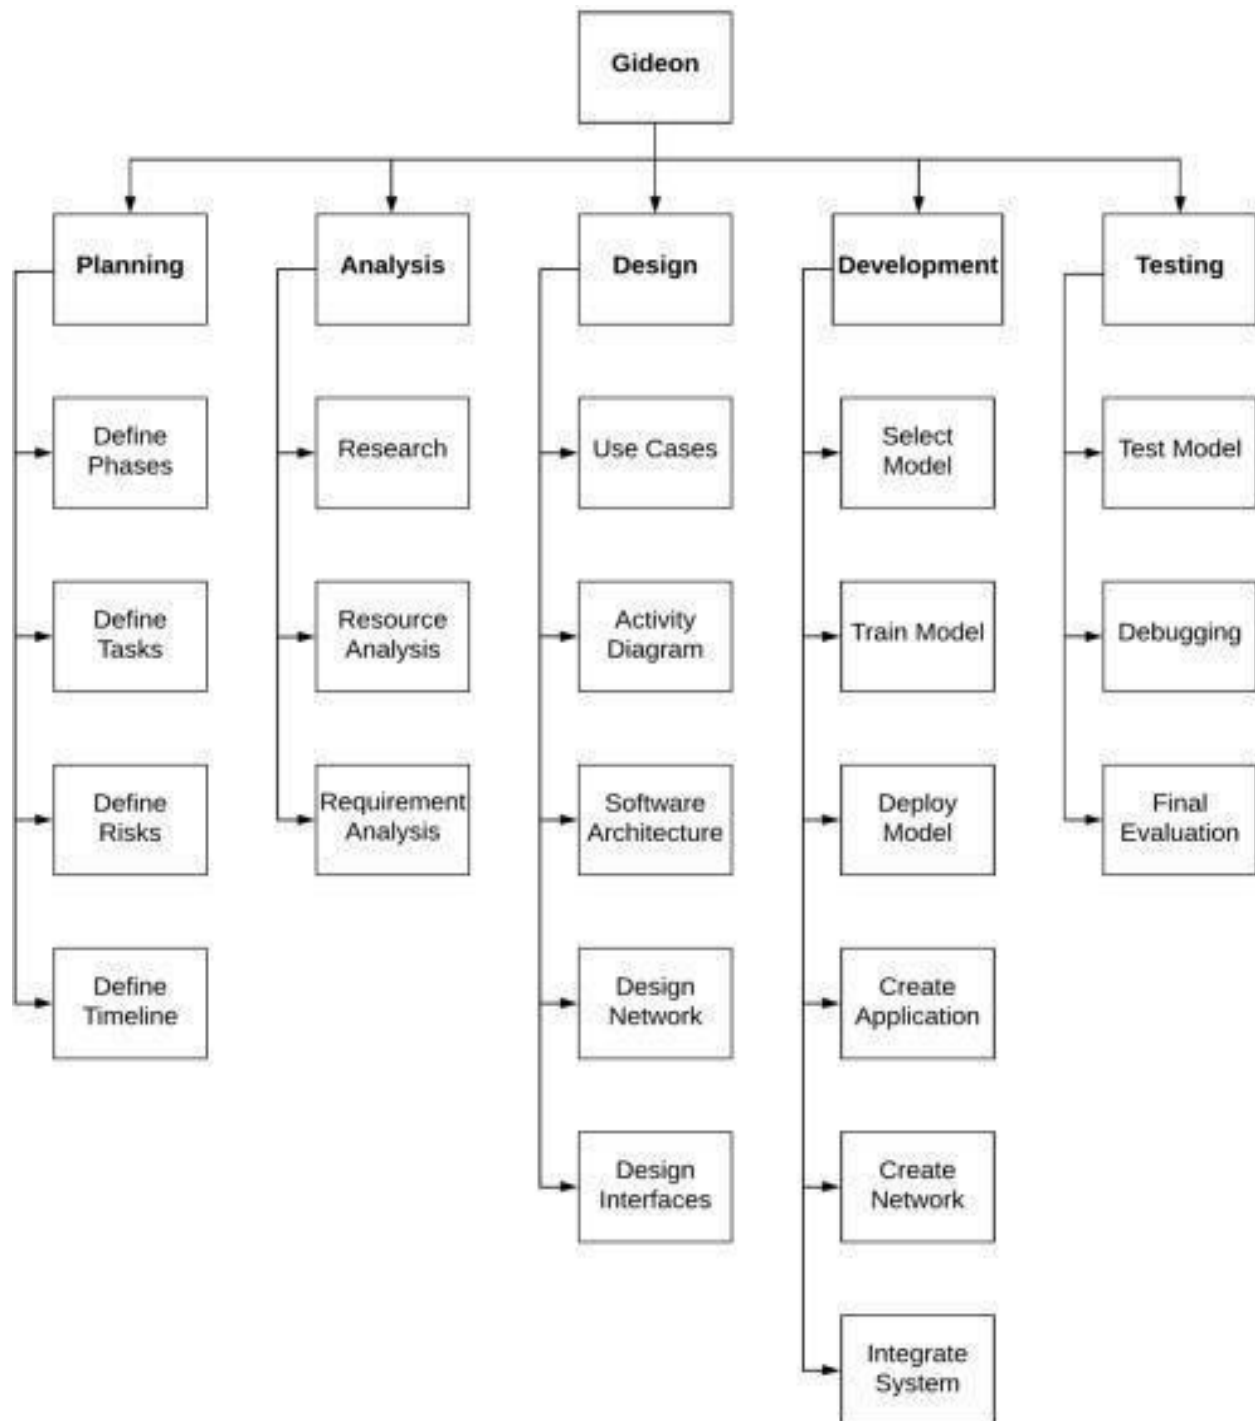 Gideon
Planning
Analysis
Design
Development
Testing
Define
Phases
Research
Use Cases
Select
Model
Test Model
Define
Tasks
Resource
Analysis
Activity
Diagram
Train Model
Debugging
Define
Risks
Requirement
Analysis
Software
Architecture
Deploy
Model
Final
Evaluation
Define
Timeline
Design
Network
Create
Application
Design
Interfaces
Create
Network
Integrate
System